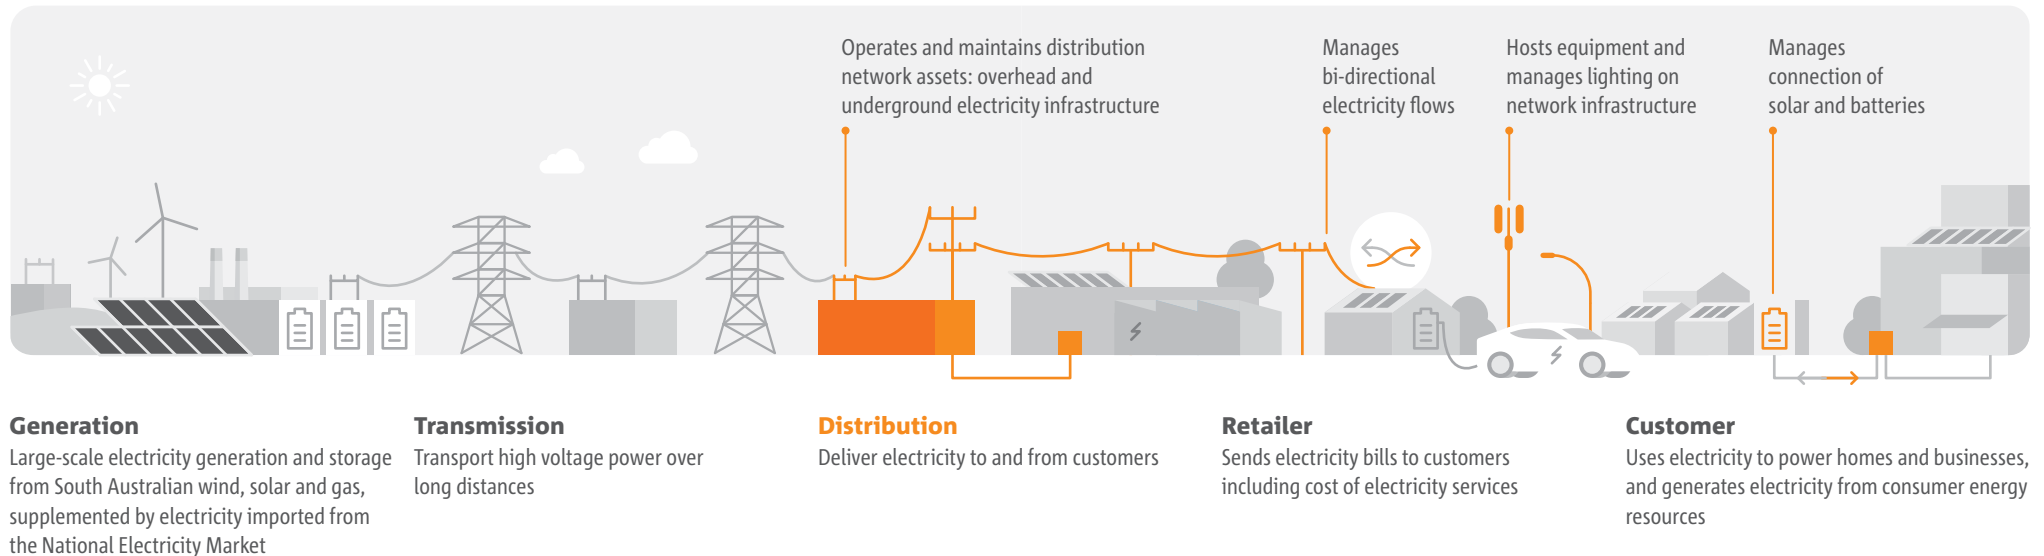 Operates and maintains distribution
network assets: overhead and
underground electricity infrastructure
Manages
bi-directional
electricity flows
Hosts equipment and
manages lighting on
network infrastructure
Manages
connection of
solar and batteries
Generation
Large-scale electricity generation and storage
from South Australian wind, solar and gas,
supplemented by electricity imported from
the National Electricity Market
Transmission
Transport high voltage power over
long distances
Distribution
Deliver electricity to and from customers
Retailer
Sends electricity bills to customers
including cost of electricity services
Customer
Uses electricity to power homes and businesses,
and generates electricity from consumer energy
resources